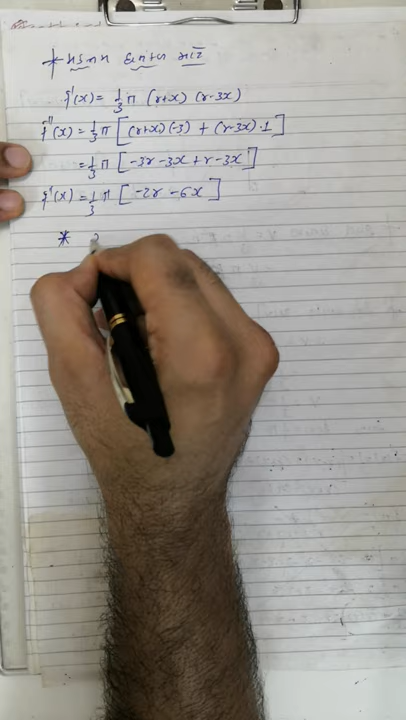 * મહત્તમ કિંમત માટે
f'(x) = 1/3 π (r+x) (r-3x)
f''(x) = 1/3 π [(r+x)(-3) + (r-3x)·1]
= 1/3 π [-3r-3x+r-3x]
f''(x) = 1/3 π [-2r-6x]
*